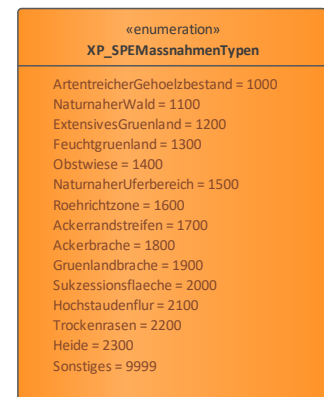 «enumeration»
XP_SPEMassnahmenTypen
ArtentreicherGehoelzbestand = 1000
NaturnaherWald = 1100
ExtensivesGruenland = 1200
Feuchtgruenland = 1300
Obstwiese = 1400
NaturnaherUferbereich = 1500
Roehrichtzone = 1600
Ackerrandstreifen = 1700
Ackerbrache = 1800
Gruenlandbrache = 1900
Sukzessionsflaeche = 2000
Hochstaudenflur = 2100
Trockenrasen = 2200
Heide = 2300
Sonstiges = 9999